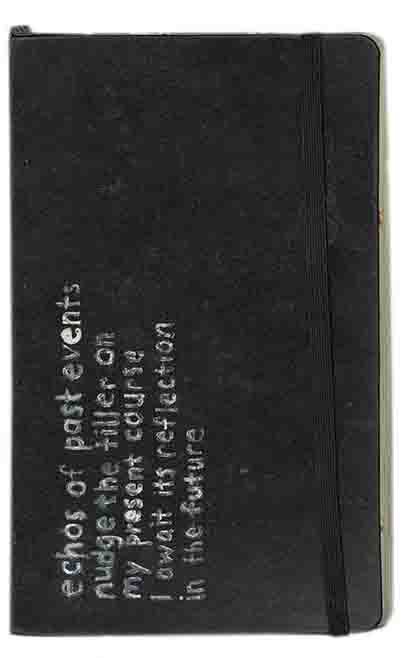 echos of past events
nudge the tiller on
my present course
I await its reflection
in the future